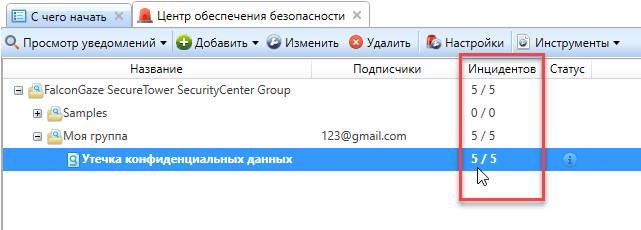 С чего начать Центр обеспечения безопасности
Просмотр уведомлений Добавить Изменить Удалить Настройки Инструменты
Название Подписчики Инцидентов Статус
FalconGaze SecureTower SecurityCenter Group 5 / 5
Samples 0 / 0
Моя группа 123@gmail.com 5 / 5
Утечка конфиденциальных данных 5 / 5